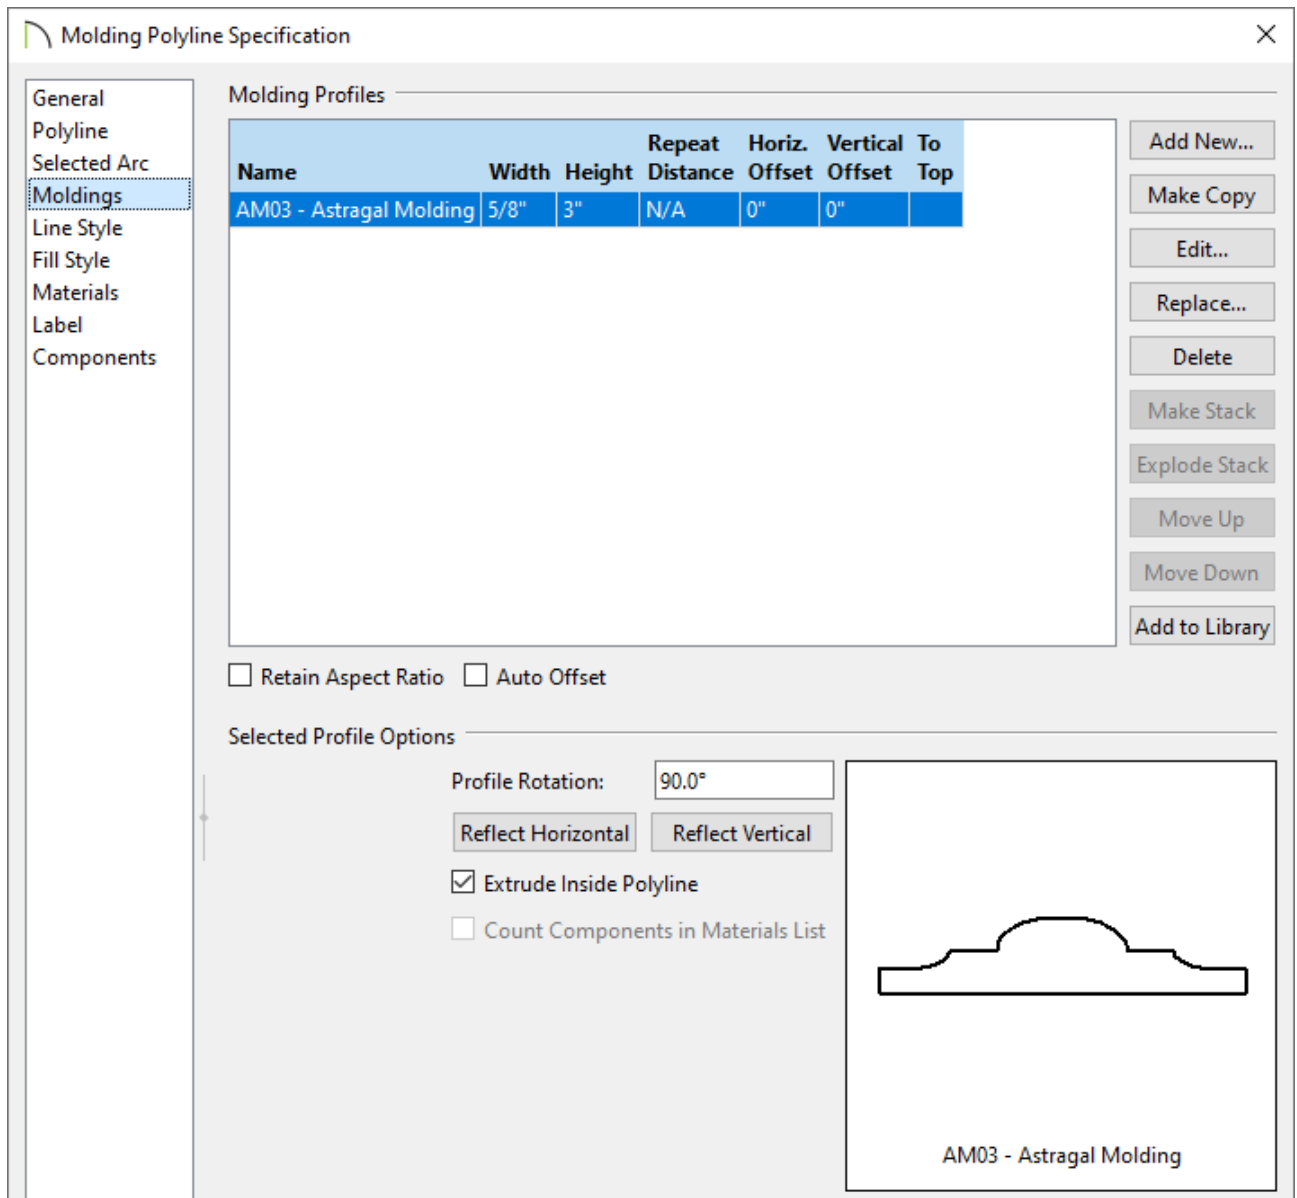 Molding Polyline Specification
General
Polyline
Selected Arc
Moldings
Line Style
Fill Style
Materials
Label
Components
Molding Profiles
Name Width Height Repeat Distance Horiz. Offset Vertical Offset To Top
AM03 - Astragal Molding 5/8" 3" N/A 0" 0"
Add New...
Make Copy
Edit...
Replace...
Delete
Make Stack
Explode Stack
Move Up
Move Down
Add to Library
Retain Aspect Ratio Auto Offset
Selected Profile Options
Profile Rotation: 90.0°
Reflect Horizontal Reflect Vertical
Extrude Inside Polyline
Count Components in Materials List
AM03 - Astragal Molding